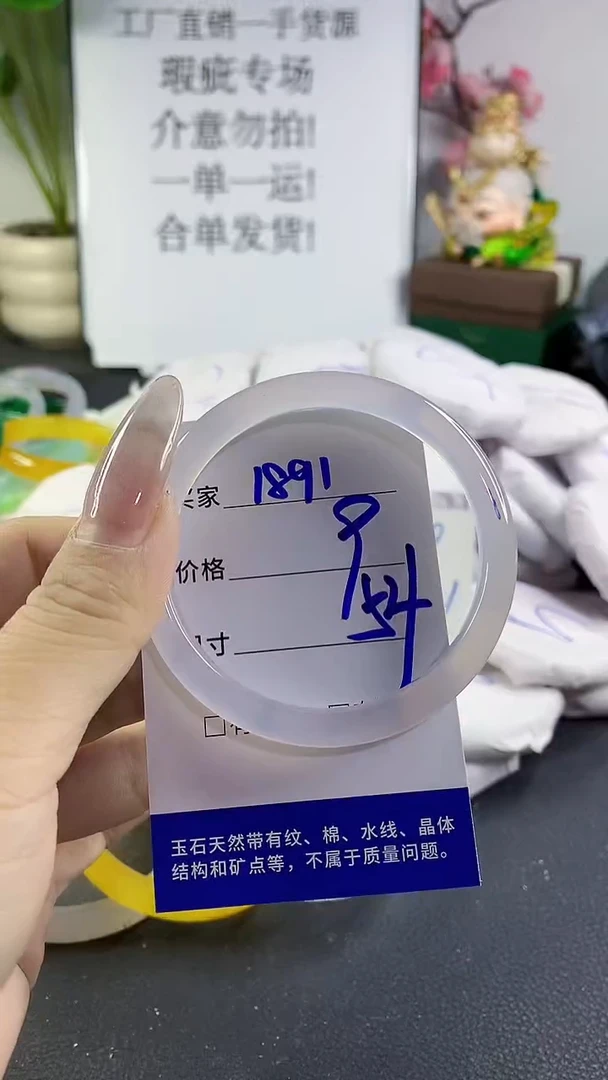 工厂直销一手货源
瑕疵专场
介意勿拍!
一单一运!
合单发货!
买家 1891
价格 9
寸 54
玉石天然带有纹、棉、水线、晶体
结构和矿点等，不属于质量问题。